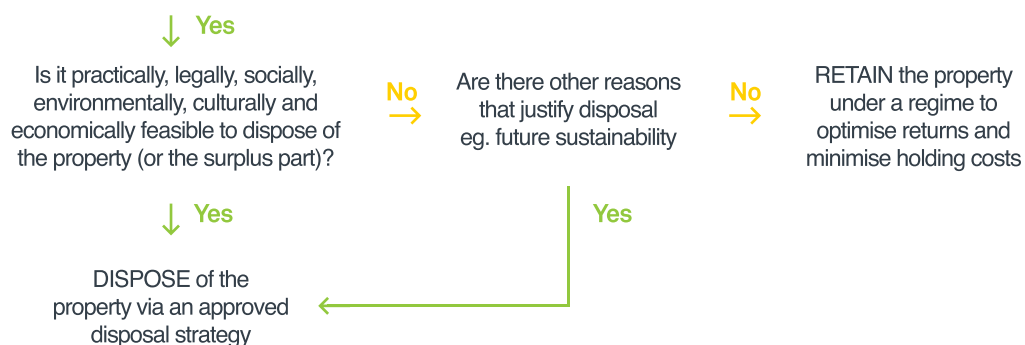 Yes
Is it practically, legally, socially,
environmentally, culturally and
economically feasible to dispose of
the property (or the surplus part)?
No
Are there other reasons
that justify disposal
eg. future sustainability
No
RETAIN the property
under a regime to
optimise returns and
minimise holding costs
Yes
Yes
DISPOSE of the
property via an approved
disposal strategy